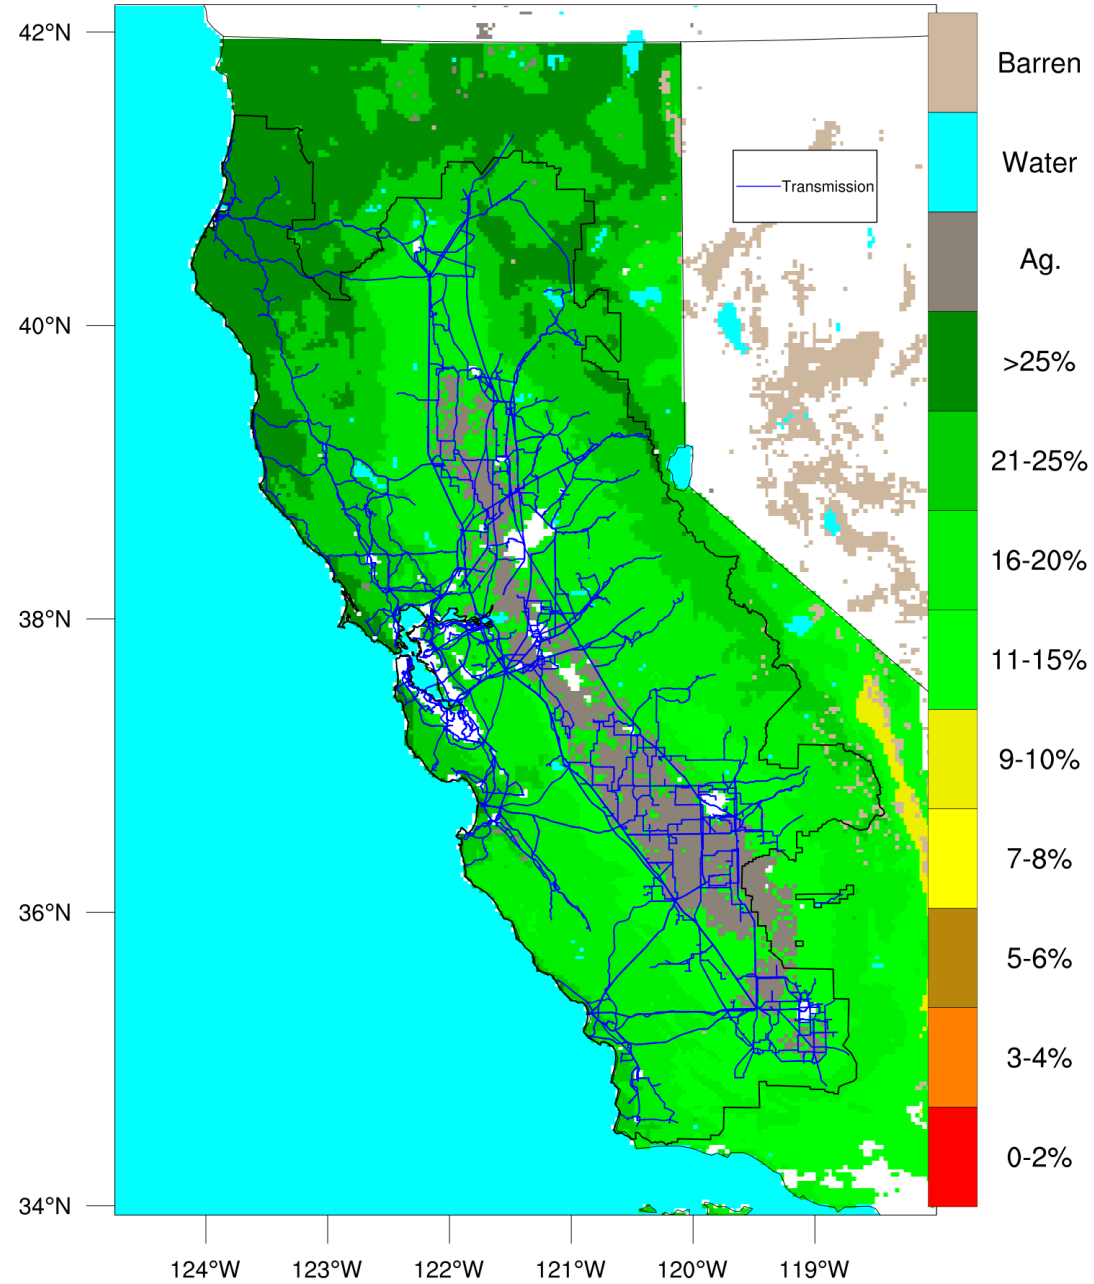 42°N
40°N
38°N
36°N
34°N
124°W
123°W
122°W
121°W
120°W
119°W
Transmission
Barren
Water
Ag.
>25%
21-25%
16-20%
11-15%
9-10%
7-8%
5-6%
3-4%
0-2%